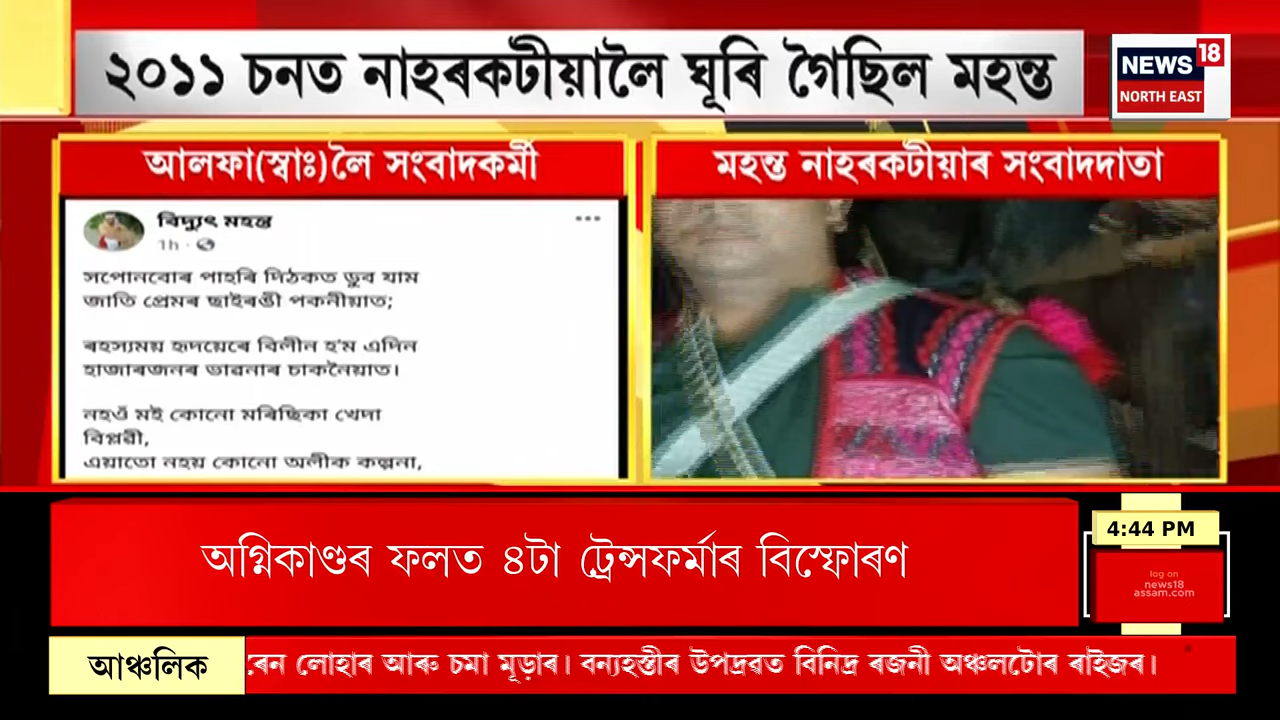 ২০১১ চনত নাহৰকটীয়ালৈ ঘূৰি গৈছিল মহন্ত
NEWS 18
NORTH EAST
আলফা(স্বাঃ)লৈ সংবাদকৰ্মী
মহন্ত নাহৰকটীয়াৰ সংবাদদাতা
বিদ্যুৎ মহন্ত
1h ·
সপোনবোৰ পাহৰি দিঠকত ডুব যাম
জাতি প্ৰেমৰ ছাইৰঙী পকনীয়াত;
ৰহস্যময় হৃদয়েৰে বিলীন হ'ম এদিন
হাজাৰজনৰ ভাৱনাৰ চাকনৈয়াত।
নহওঁ মই কোনো মৰিছিকা খেদা
বিপ্লৱী,
এয়াতো নহয় কোনো অলীক কল্পনা,
অগ্নিকাণ্ডৰ ফলত ৪টা ট্ৰেন্সফৰ্মাৰ বিস্ফোৰণ
4:44 PM
log on
news18
assam.com
আঞ্চলিক
লোহাৰ আৰু চমা মূড়াৰ। বন্যহস্তীৰ উপদ্ৰৱত বিনিদ্ৰ ৰজনী অঞ্চলটোৰ ৰাইজৰ।